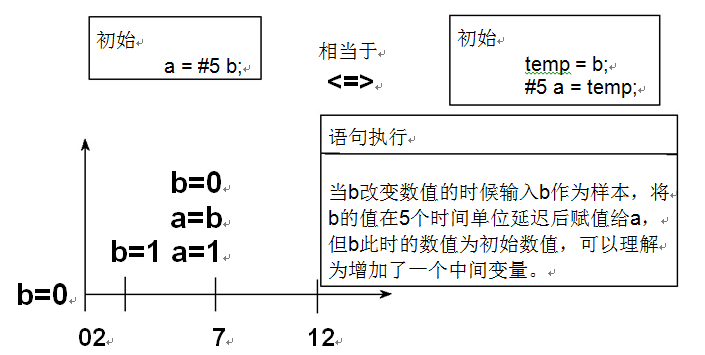 初始
a = #5 b;
相当于
<=>
初始
temp = b;
#5 a = temp;
语句执行
当b改变数值的时候输入b作为样本，将
b的值在5个时间单位延迟后赋值给a，
但b此时的数值为初始数值，可以理解
为增加了一个中间变量。
b=0
a=b
b=1 a=1
b=0
02 7 12